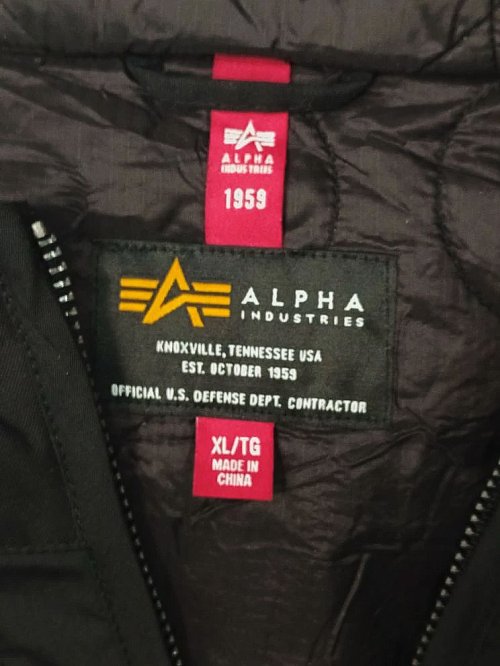 ALPHA
INDUSTRIES
1959
ALPHA
INDUSTRIES
KNOXVILLE, TENNESSEE USA
EST. OCTOBER 1959
OFFICIAL U.S. DEFENSE DEPT. CONTRACTOR
XL/TG
MADE IN
CHINA